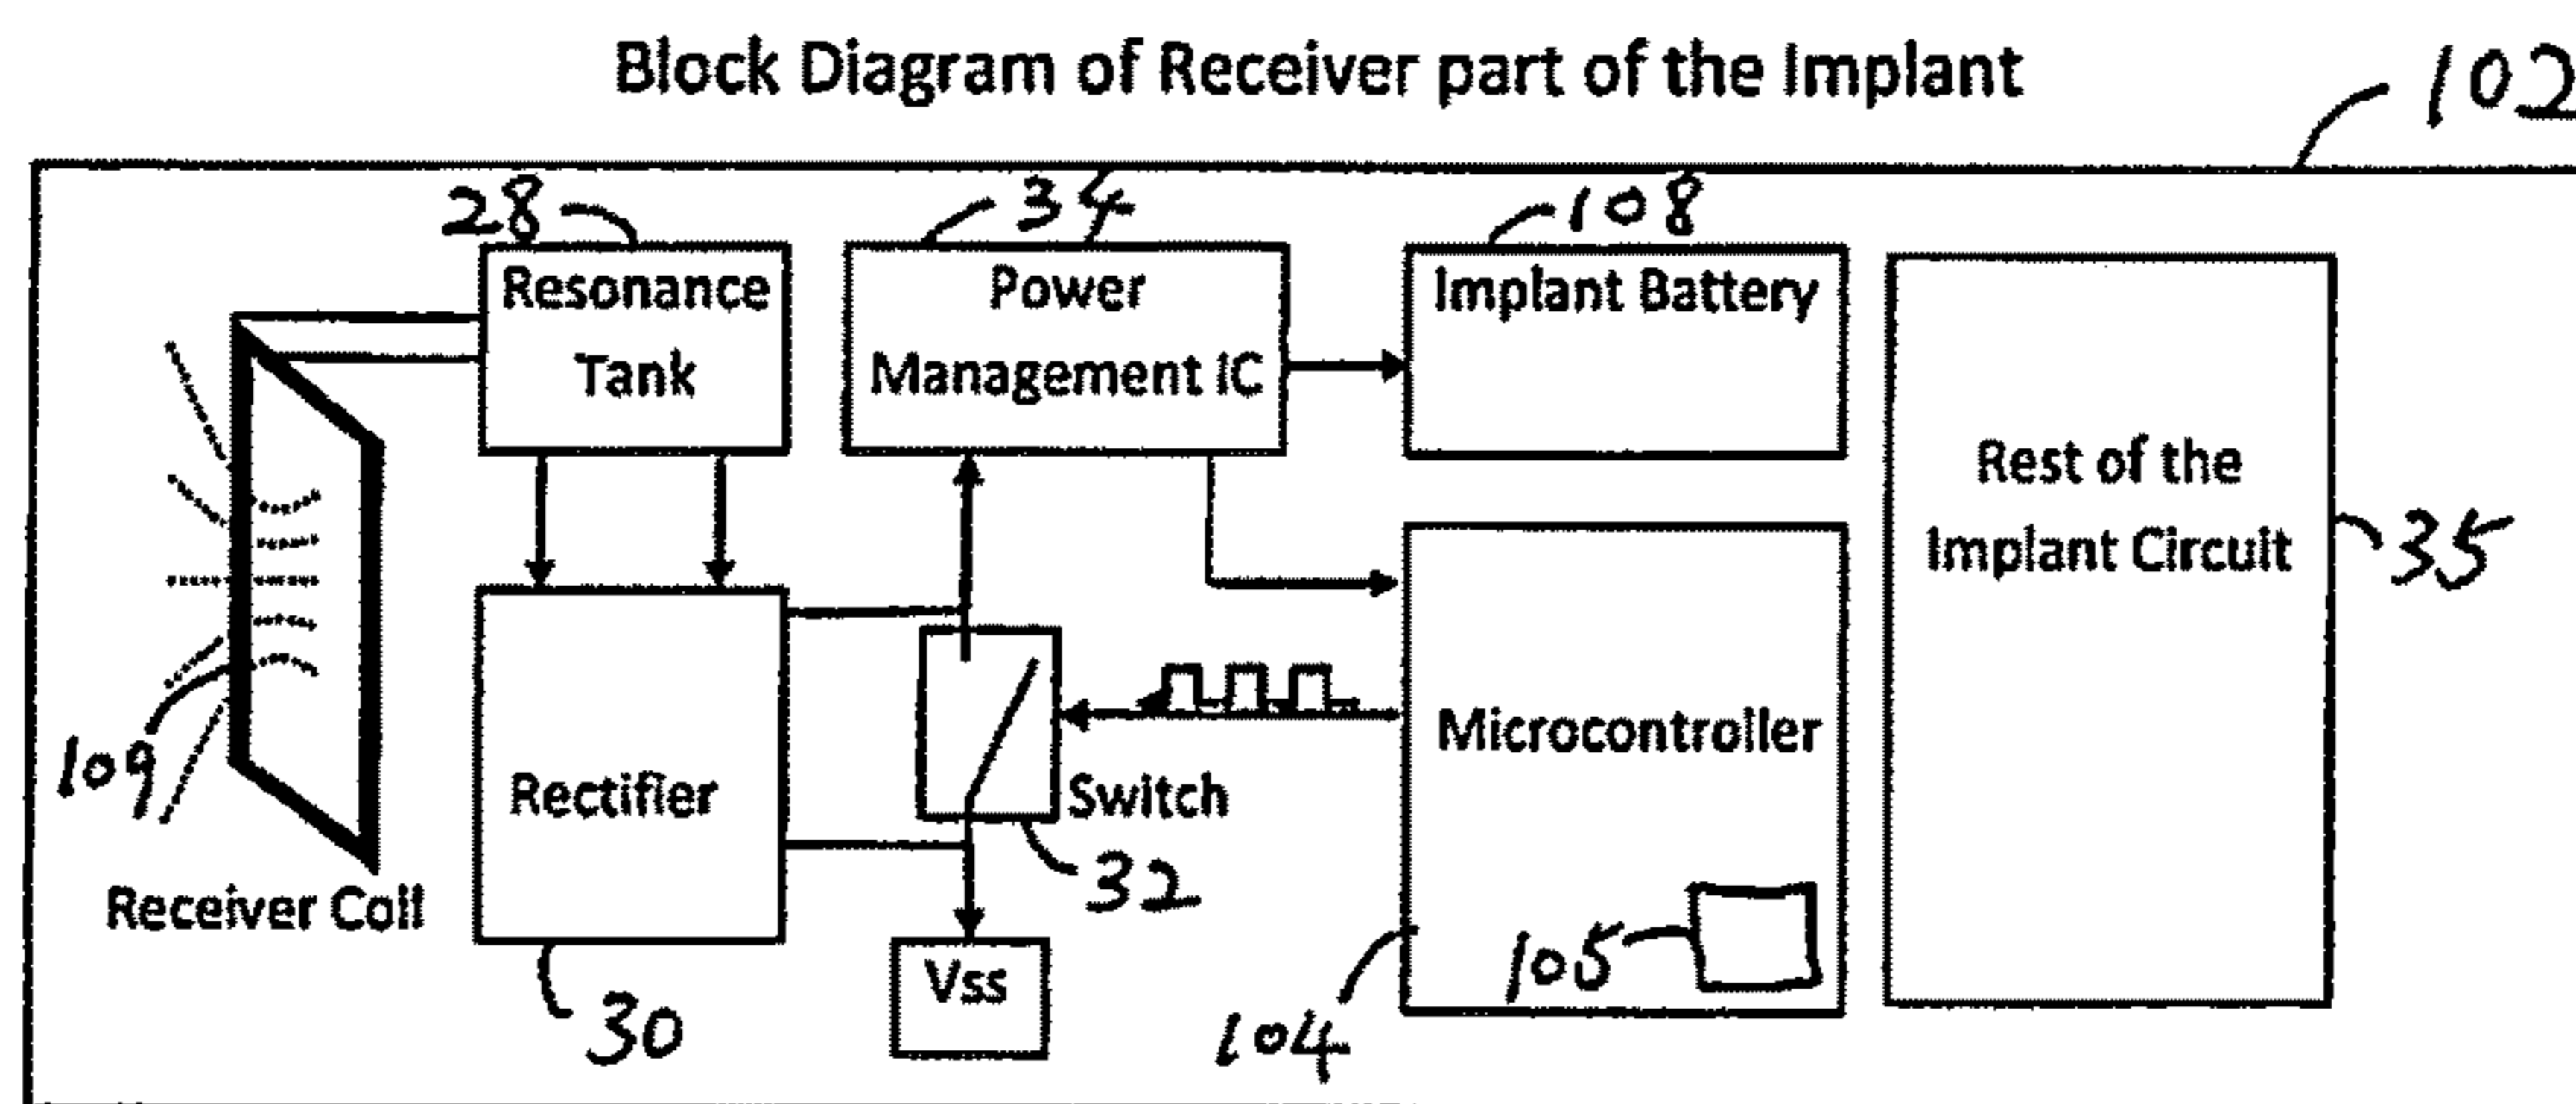 Block Diagram of Receiver part of the Implant
102
28
34
108
Resonance
Tank
Power
Management IC
Implant Battery
Rest of the
Implant Circuit
35
109
Receiver Coil
Rectifier
30
Switch
32
Vss
Microcontroller
105
104